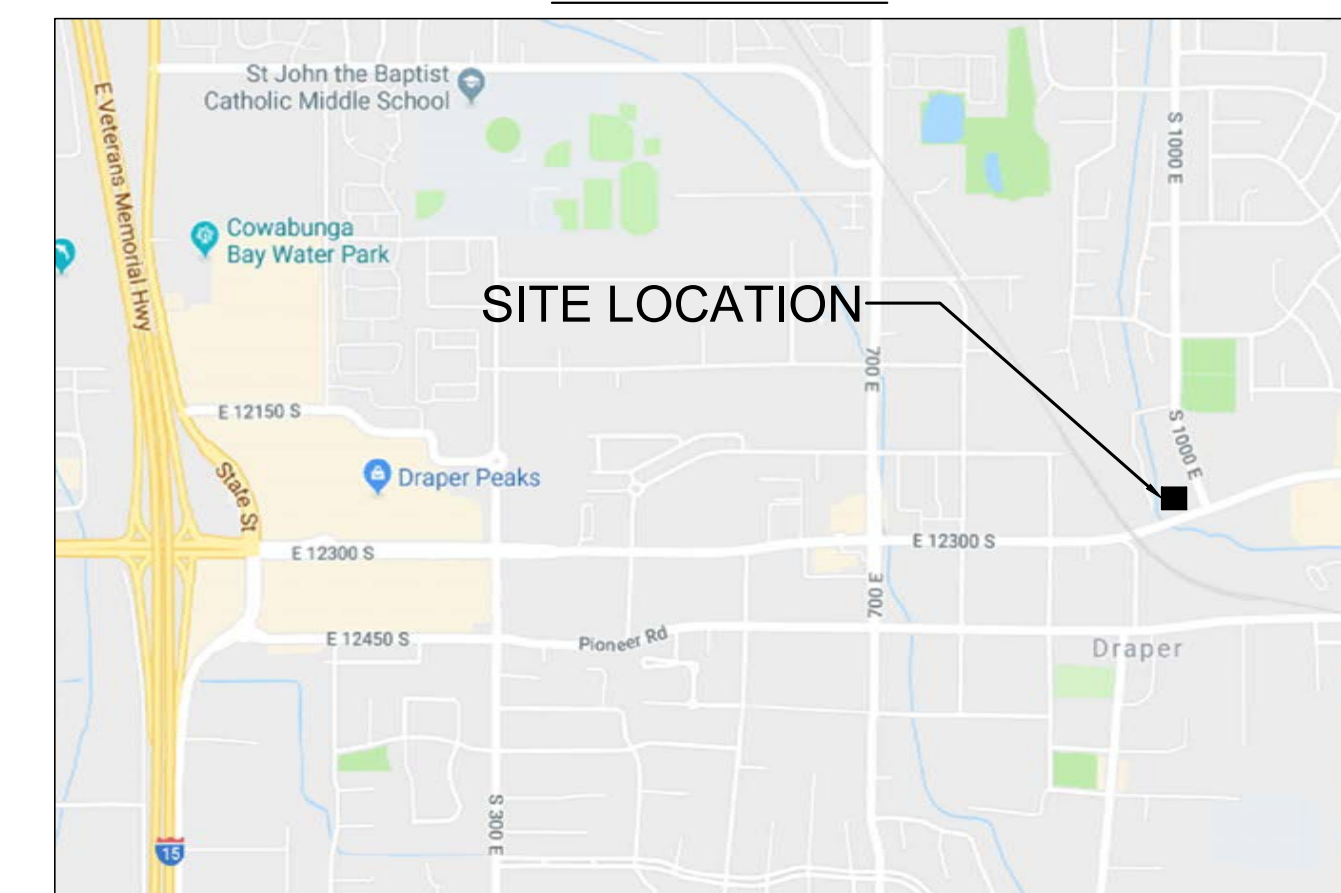 St John the Baptist
Catholic Middle School
E Veterans Memorial Hwy
S 1000 E
Cowabunga
Bay Water Park
SITE LOCATION
700 E
E 12150 S
S 1000 E
State St
Draper Peaks
E 12300 S
E 12300 S
700 E
E 12450 S
Pioneer Rd
Draper
S 300 E
15